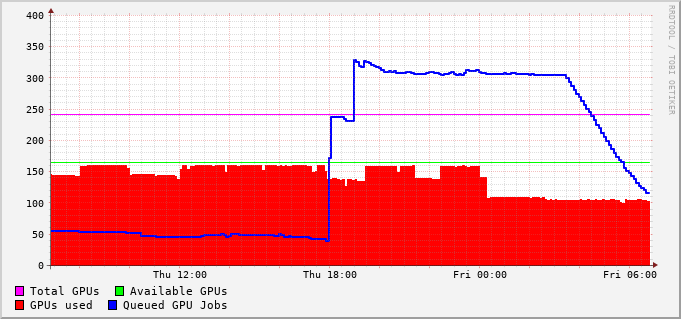 400
350
300
250
200
150
100
50
0
Thu 12:00 Thu 18:00 Fri 00:00 Fri 06:00
Total GPUs Available GPUs
GPUs used Queued GPU Jobs
RRDTOOL / TOBI OETIKER